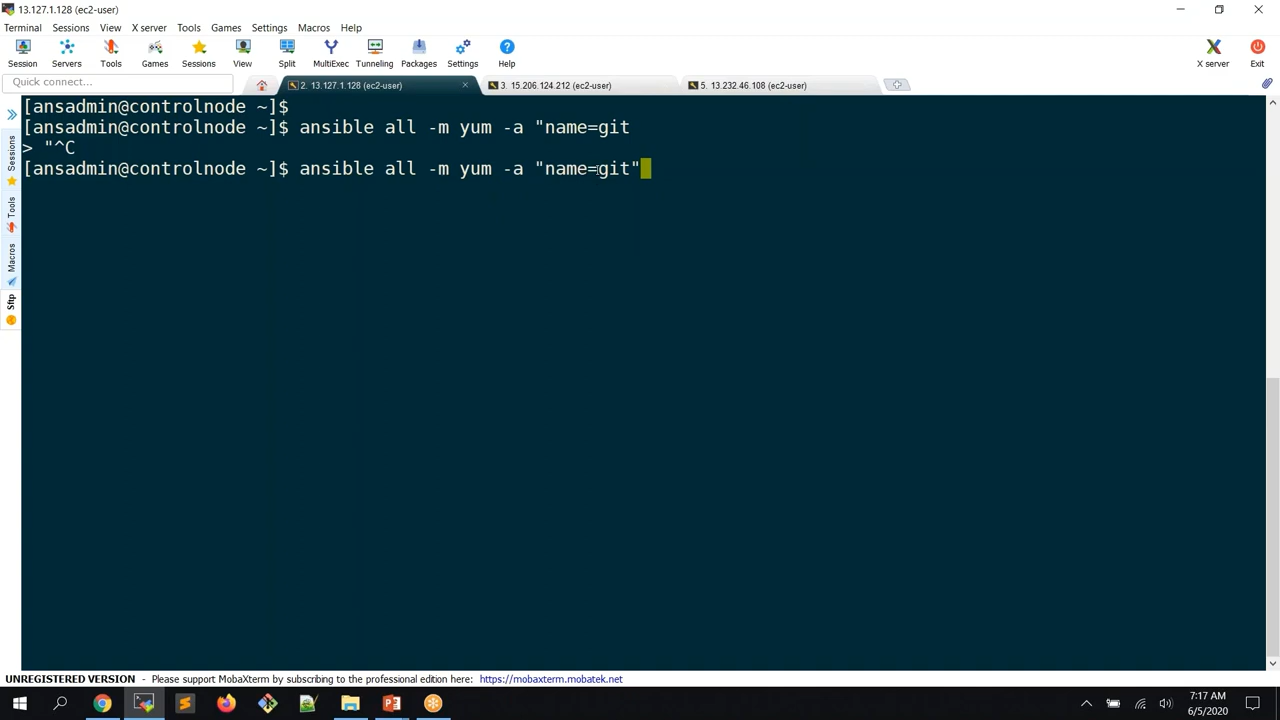 13.127.1.128 (ec2-user)
Terminal Sessions View X server Tools Games Settings Macros Help
Session Servers Tools Games Sessions View Split MultiExec Tunneling Packages Settings Help X server Exit
Quick connect...
2. 13.127.1.128 (ec2-user)
3. 15.206.124.212 (ec2-user)
5. 13.232.46.108 (ec2-user)
Sessions
Tools
Macros
Sftp
[ansadmin@controlnode ~]$
[ansadmin@controlnode ~]$ ansible all -m yum -a "name=git
> "^C
[ansadmin@controlnode ~]$ ansible all -m yum -a "name=git"
UNREGISTERED VERSION - Please support MobaXterm by subscribing to the professional edition here: https://mobaxterm.mobatek.net
7:17 AM
6/5/2020